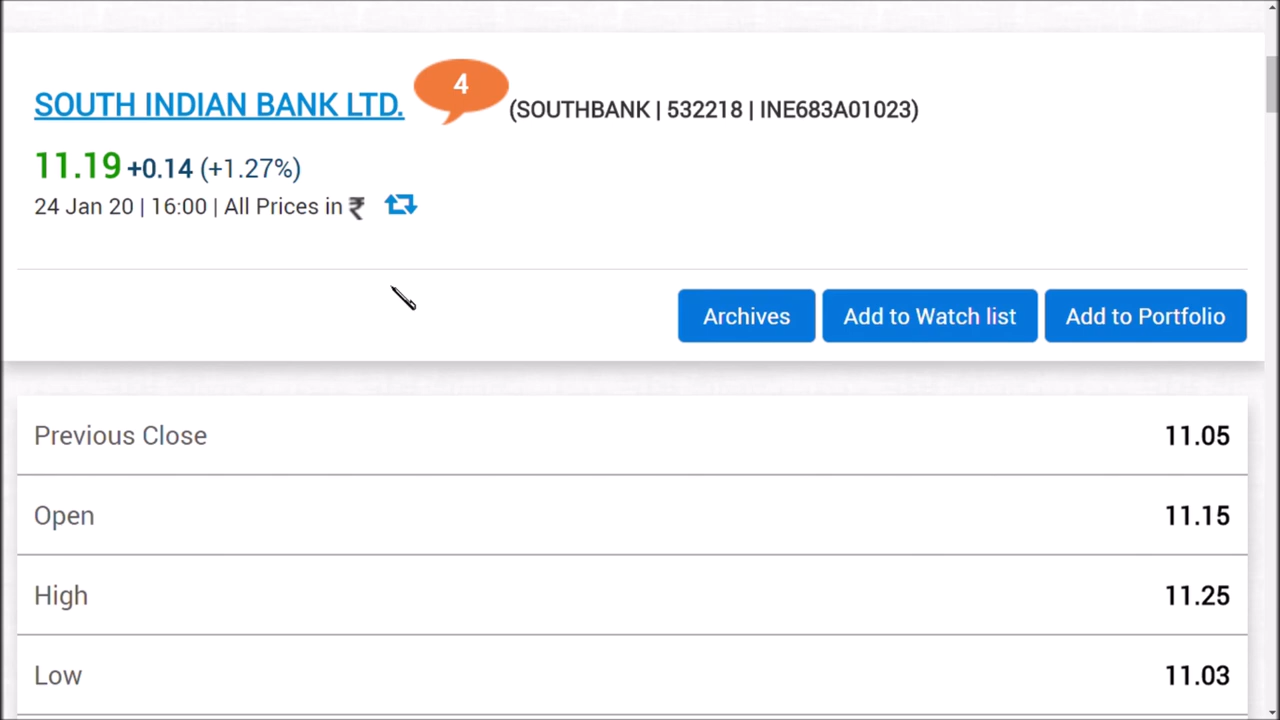 SOUTH INDIAN BANK LTD. 4 (SOUTHBANK | 532218 | INE683A01023)
11.19 +0.14 (+1.27%)
24 Jan 20 | 16:00 | All Prices in ₹
Archives Add to Watch list Add to Portfolio
Previous Close 11.05
Open 11.15
High 11.25
Low 11.03